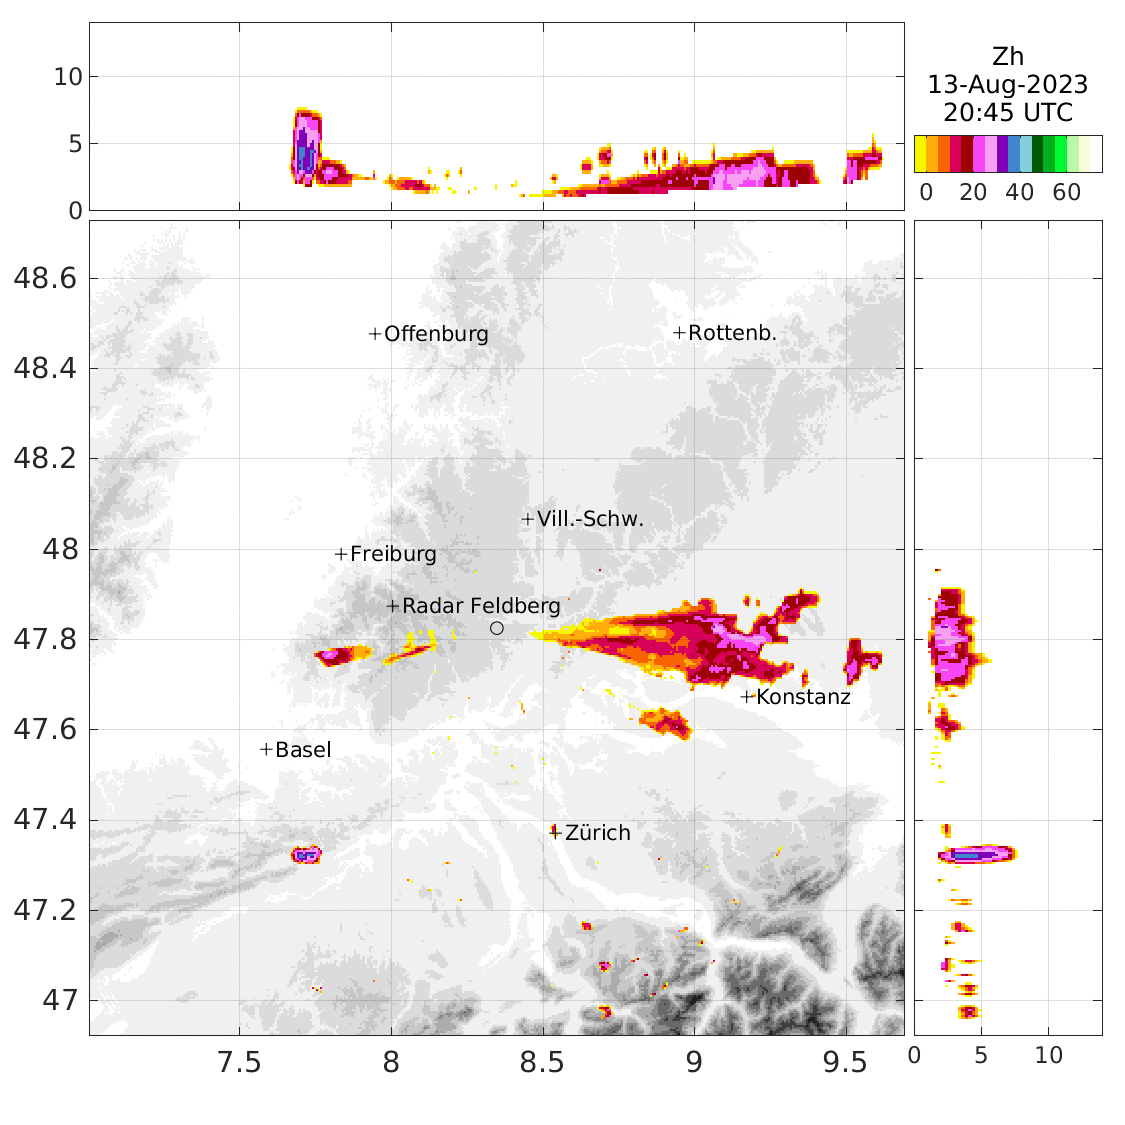 Zh
13-Aug-2023
20:45 UTC
10
5
0
0 20 40 60
48.6
48.4
48.2
48
47.8
47.6
47.4
47.2
47
Offenburg
Rottenb.
Vill.-Schw.
Freiburg
Radar Feldberg
Konstanz
Basel
Zürich
7.5 8 8.5 9 9.5
0 5 10